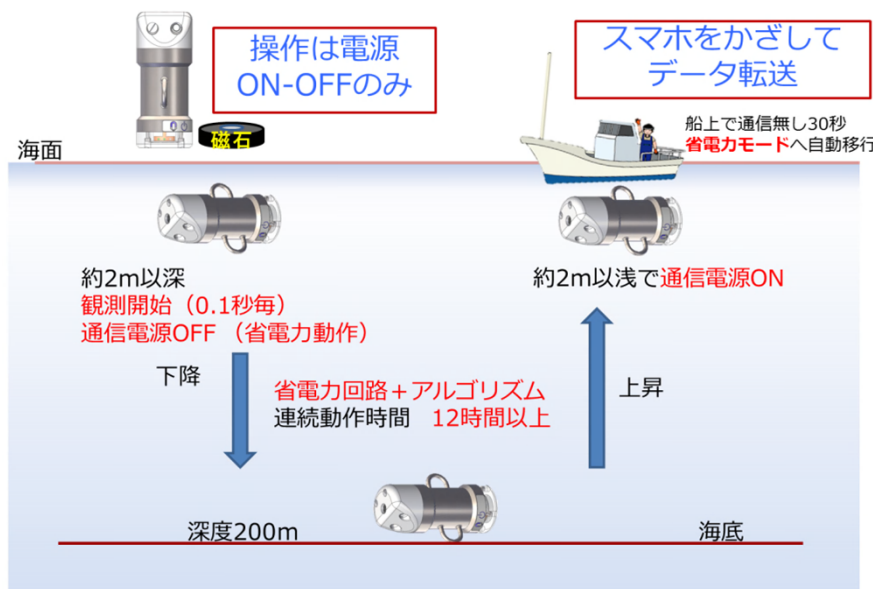 操作は電源
ON-OFFのみ
スマホをかざして
データ転送
磁石
船上で通信無し30秒
省電力モードへ自動移行
海面
約2m以深
観測開始（0.1秒毎）
通信電源OFF （省電力動作）
約2m以浅で通信電源ON
下降
省電力回路＋アルゴリズム
連続動作時間　12時間以上
上昇
深度200m
海底